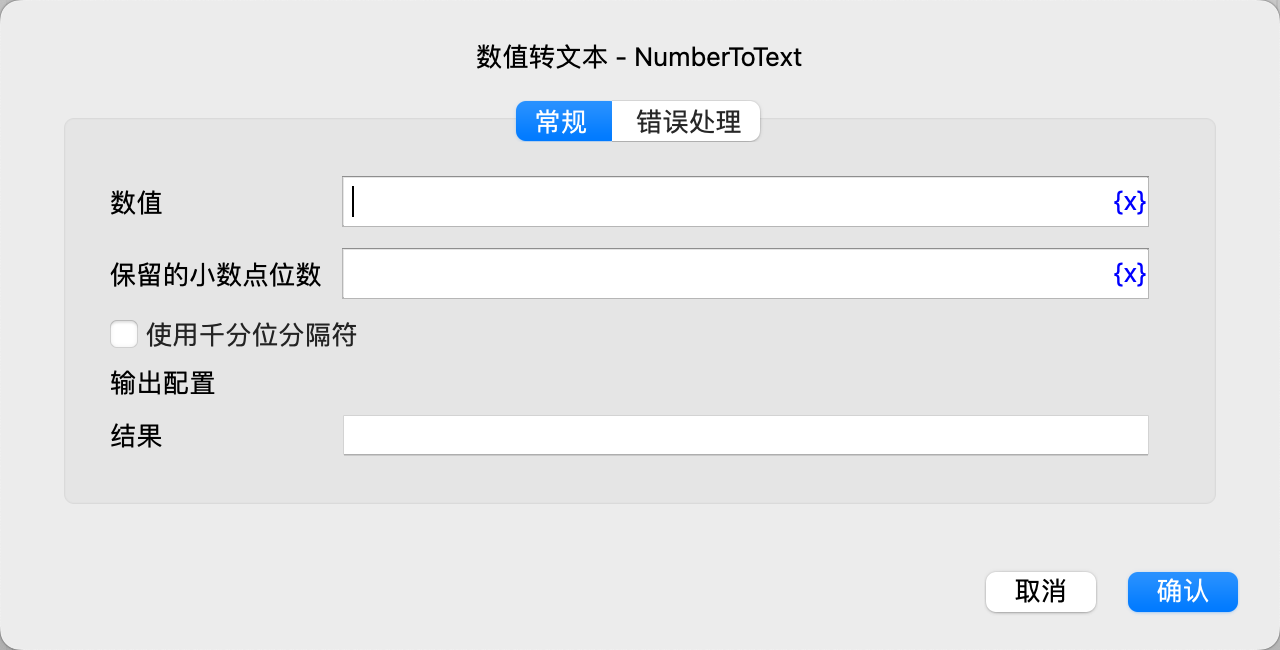 数值转文本 - NumberToText
常规 错误处理
数值 {x}
保留的小数点位数 {x}
使用千分位分隔符
输出配置
结果
取消 确认